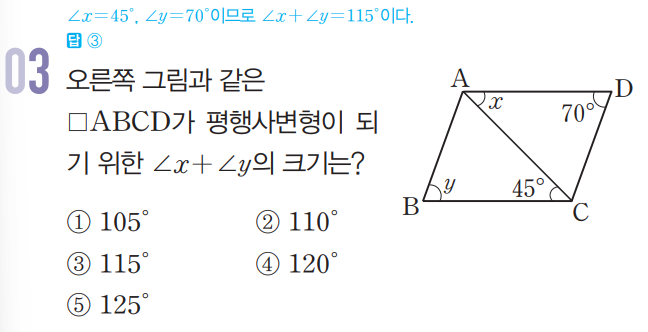 ∠x=45°, ∠y=70°이므로 ∠x+∠y=115°이다.
답 ③
03 오른쪽 그림과 같은
□ABCD가 평행사변형이 되
기 위한 ∠x+∠y의 크기는?
① 105° ② 110°
③ 115° ④ 120°
⑤ 125°
A D
x 70°
y 45°
B C